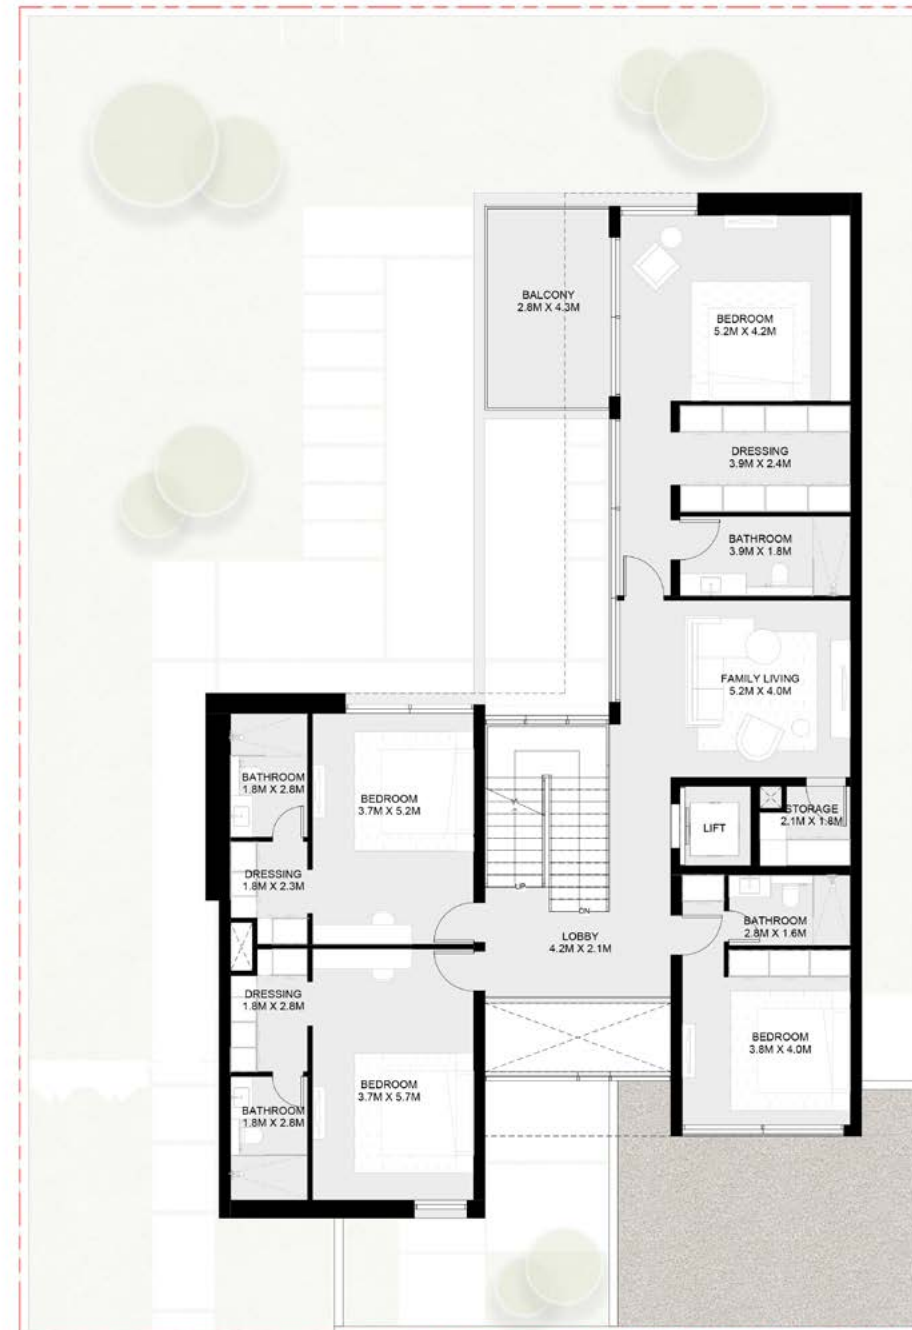 BALCONY
2.8M X 4.3M
BEDROOM
5.2M X 4.2M
DRESSING
3.9M X 2.4M
BATHROOM
3.9M X 1.8M
FAMILY LIVING
5.2M X 4.0M
BATHROOM
1.8M X 2.8M
BEDROOM
3.7M X 5.2M
STORAGE
2.1M X 1.8M
LIFT
DRESSING
1.8M X 2.3M
UP
DN
BATHROOM
2.8M X 1.6M
LOBBY
4.2M X 2.1M
DRESSING
1.8M X 2.8M
BEDROOM
3.8M X 4.0M
BEDROOM
3.7M X 5.7M
BATHROOM
1.8M X 2.8M